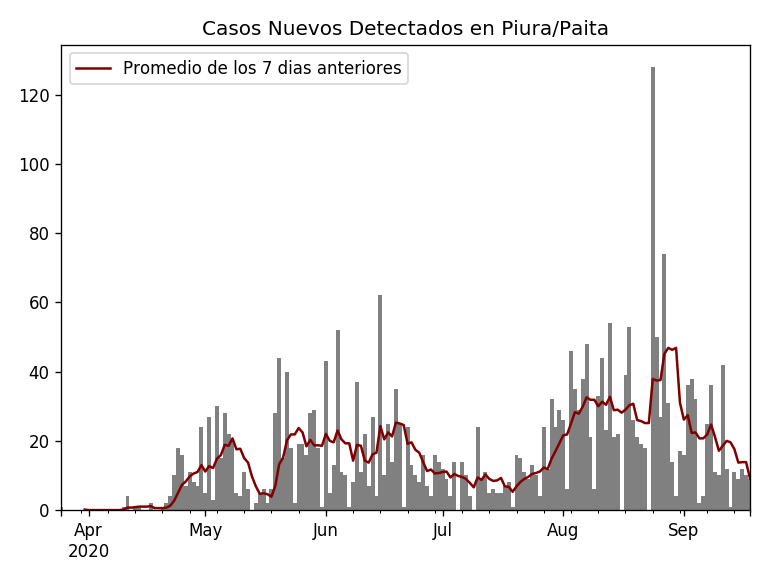 Casos Nuevos Detectados en Piura/Paita
Promedio de los 7 dias anteriores
120
100
80
60
40
20
0
Apr May Jun Jul Aug Sep
2020